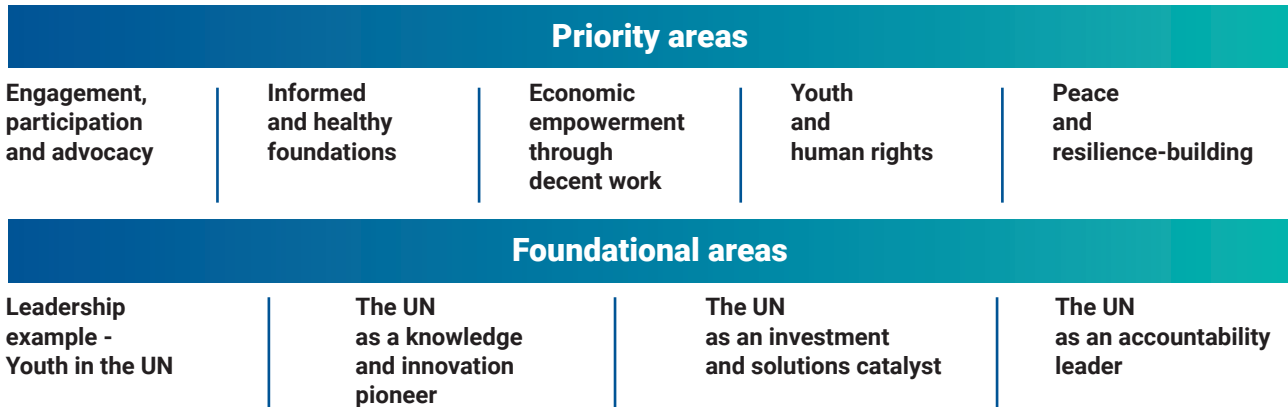 Priority areas
Engagement,
participation
and advocacy
Informed
and healthy
foundations
Economic
empowerment
through
decent work
Youth
and
human rights
Peace
and
resilience-building
Foundational areas
Leadership
example -
Youth in the UN
The UN
as a knowledge
and innovation
pioneer
The UN
as an investment
and solutions catalyst
The UN
as an accountability
leader